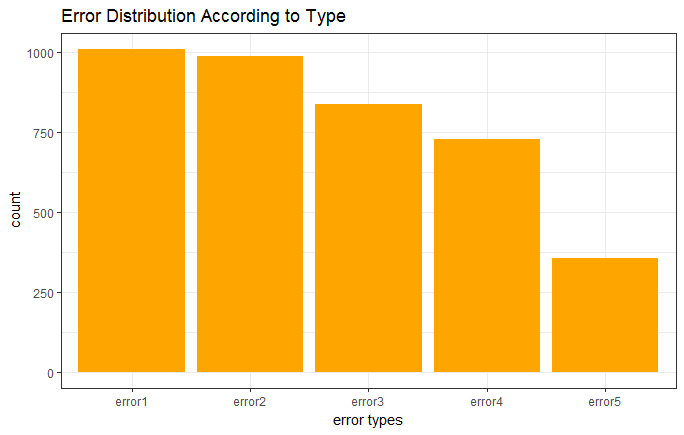 Error Distribution According to Type
1000
750
500
250
0
count
error1 error2 error3 error4 error5
error types